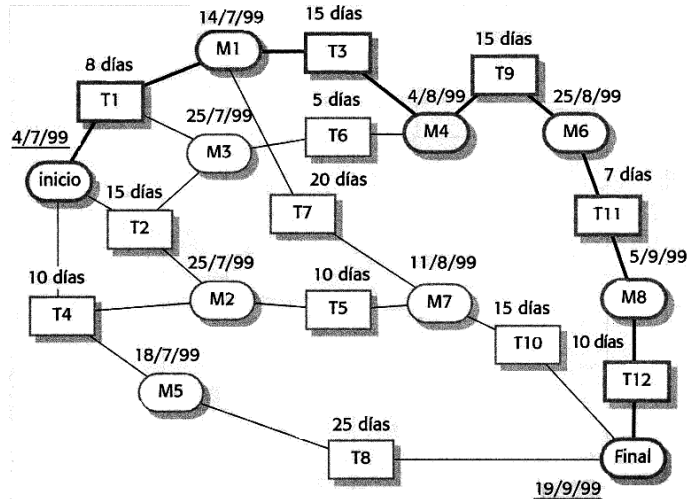 14/7/99
15 días
M1
T3
15 días
T9
8 días
T1
25/7/99
5 días
4/8/99
25/8/99
M3
T6
M4
M6
4/7/99
inicio
15 días
20 días
7 días
T2
T7
T11
10 días
25/7/99
10 días
11/8/99
5/9/99
T4
M2
T5
M7
M8
15 días
10 días
T10
18/7/99
M5
T12
25 días
T8
Final
19/9/99